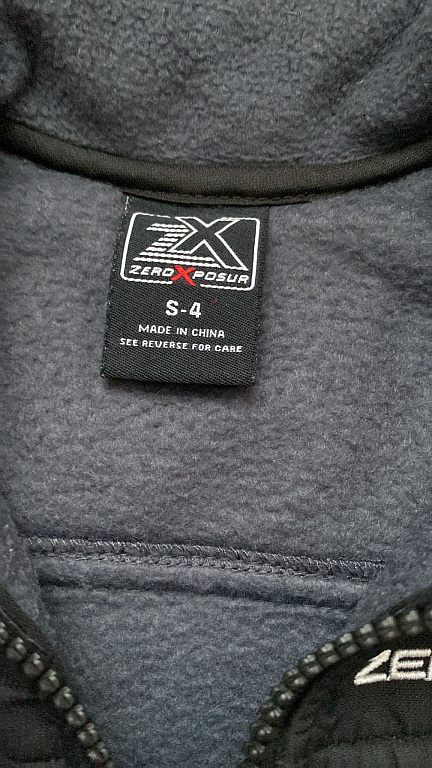 ZX
ZEROXPOSUR
S-4
MADE IN CHINA
SEE REVERSE FOR CARE